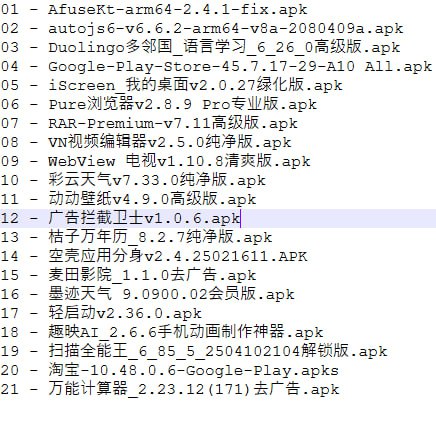 01 - AfuseKt-arm64-2.4.1-fix.apk
02 - autojs6-v6.6.2-arm64-v8a-2080409a.apk
03 - Duolingo多邻国_语言学习_6_26_0高级版.apk
04 - Google-Play-Store-45.7.17-29-A10 All.apk
05 - iScreen_我的桌面v2.0.27绿化版.apk
06 - Pure浏览器v2.8.9 Pro专业版.apk
07 - RAR-Premium-v7.11高级版.apk
08 - VN视频编辑器v2.5.0纯净版.apk
09 - WebView 电视v1.10.8清爽版.apk
10 - 彩云天气v7.33.0纯净版.apk
11 - 动动壁纸v4.9.0高级版.apk
12 - 广告拦截卫士v1.0.6.apk
13 - 桔子万年历_8.2.7纯净版.apk
14 - 空壳应用分身v2.4.25021611.APK
15 - 麦田影院_1.1.0去广告.apk
16 - 墨迹天气 9.0900.02会员版.apk
17 - 轻启动v2.36.0.apk
18 - 趣映AI_2.6.6手机动画制作神器.apk
19 - 扫描全能王_6_85_5_2504102104解锁版.apk
20 - 淘宝-10.48.0.6-Google-Play.apks
21 - 万能计算器_2.23.12(171)去广告.apk